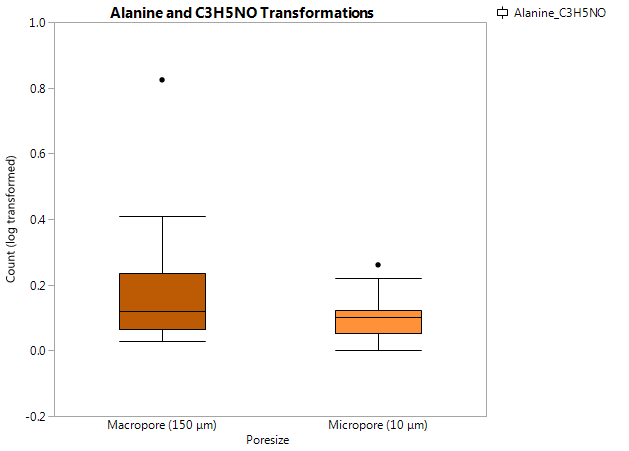 Alanine and C3H5NO Transformations
Alanine_C3H5NO
1.0
0.8
0.6
0.4
0.2
0.0
-0.2
Count (log transformed)
Macropore (150 µm)
Micropore (10 µm)
Poresize